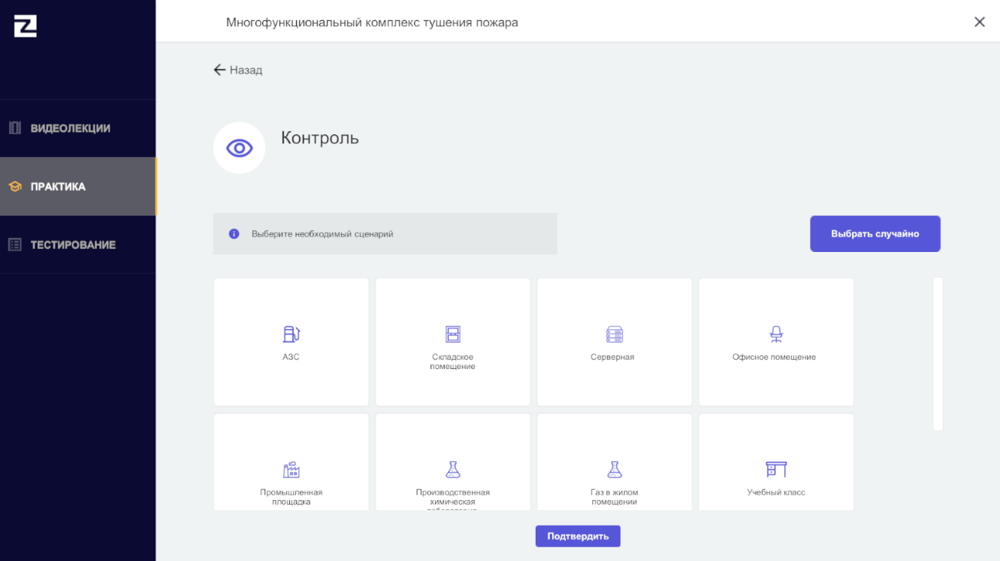 Многофункциональный комплекс тушения пожара
Назад
ВИДЕОЛЕКЦИИ
Контроль
ПРАКТИКА
Выберите необходимый сценарий
Выбрать случайно
ТЕСТИРОВАНИЕ
АЗС
Складское
помещение
Серверная
Офисное помещение
Промышленная
площадка
Производственная
химическая
Газ в жилом
помещении
Учебный класс
Подтвердить